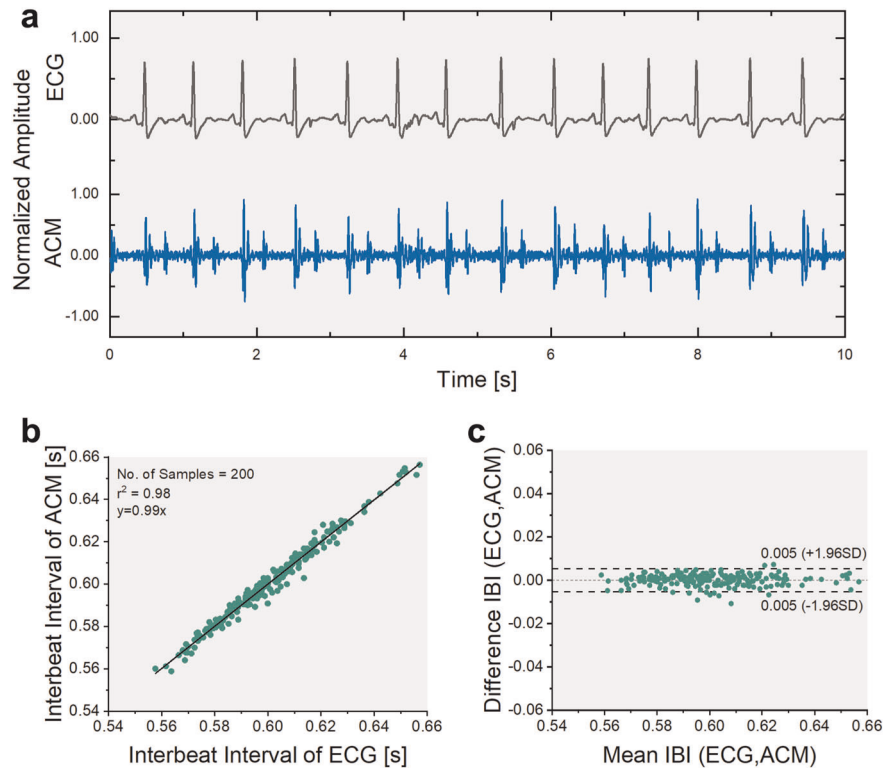 a
1.00
0.00
1.00
0.00
-1.00
Normalized Amplitude
ECG
ACM
0 2 4 6 8 10
Time [s]
b
No. of Samples = 200
r² = 0.98
y=0.99x
0.66
0.64
0.62
0.60
0.58
0.56
0.54
Interbeat Interval of ACM [s]
0.54 0.56 0.58 0.60 0.62 0.64 0.66
Interbeat Interval of ECG [s]
c
0.06
0.04
0.02
0.00
-0.02
-0.04
-0.06
Difference IBI (ECG,ACM)
0.005 (+1.96SD)
0.005 (-1.96SD)
0.54 0.56 0.58 0.60 0.62 0.64 0.66
Mean IBI (ECG,ACM)